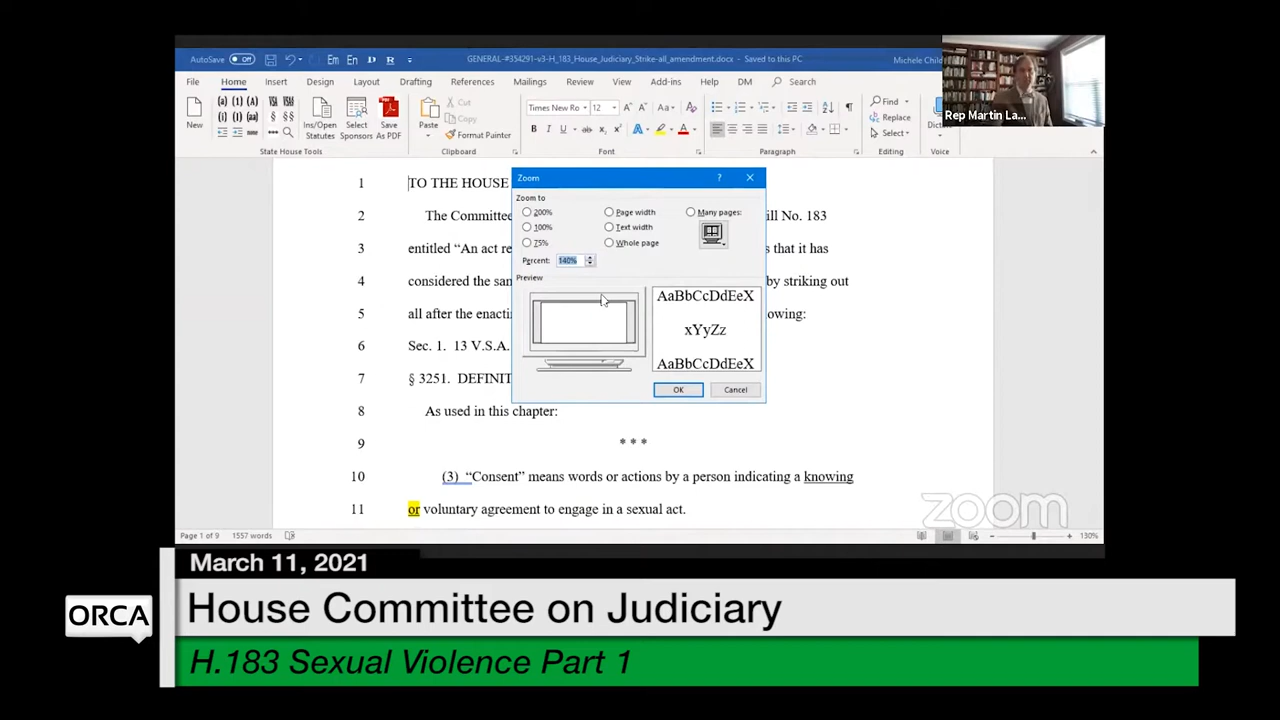 AutoSave Off
Em En D R
GENERAL-#354291-v3-H_183_House_Judiciary_Strike-all_amendment.docx - Saved to this PC
Michele Child
File Home Insert Design Layout Drafting References Mailings Review View Add-ins Help DM Search
Rep Martin La...
New
Ins/Open Statutes
Select Sponsors
Save As PDF
State House Tools
Paste
Cut
Copy
Format Painter
Clipboard
Times New Ro 12
Font
Paragraph
Find
Replace
Select
Editing
Voice
1 TO THE HOUSE
2 The Committee ill No. 183
3 entitled “An act re s that it has
4 considered the san by striking out
5 all after the enactin owing:
6 Sec. 1. 13 V.S.A.
7 § 3251. DEFINIT
8 As used in this chapter:
9 * * *
10 (3) “Consent” means words or actions by a person indicating a knowing
11 or voluntary agreement to engage in a sexual act.
Zoom ?
Zoom to
200% Page width Many pages:
100% Text width
75% Whole page
Percent: 140%
Preview
AaBbCcDdEeX
xYyZz
AaBbCcDdEeX
OK Cancel
zoom
Page 1 of 9 1557 words
130%
March 11, 2021
ORCA
House Committee on Judiciary
H.183 Sexual Violence Part 1